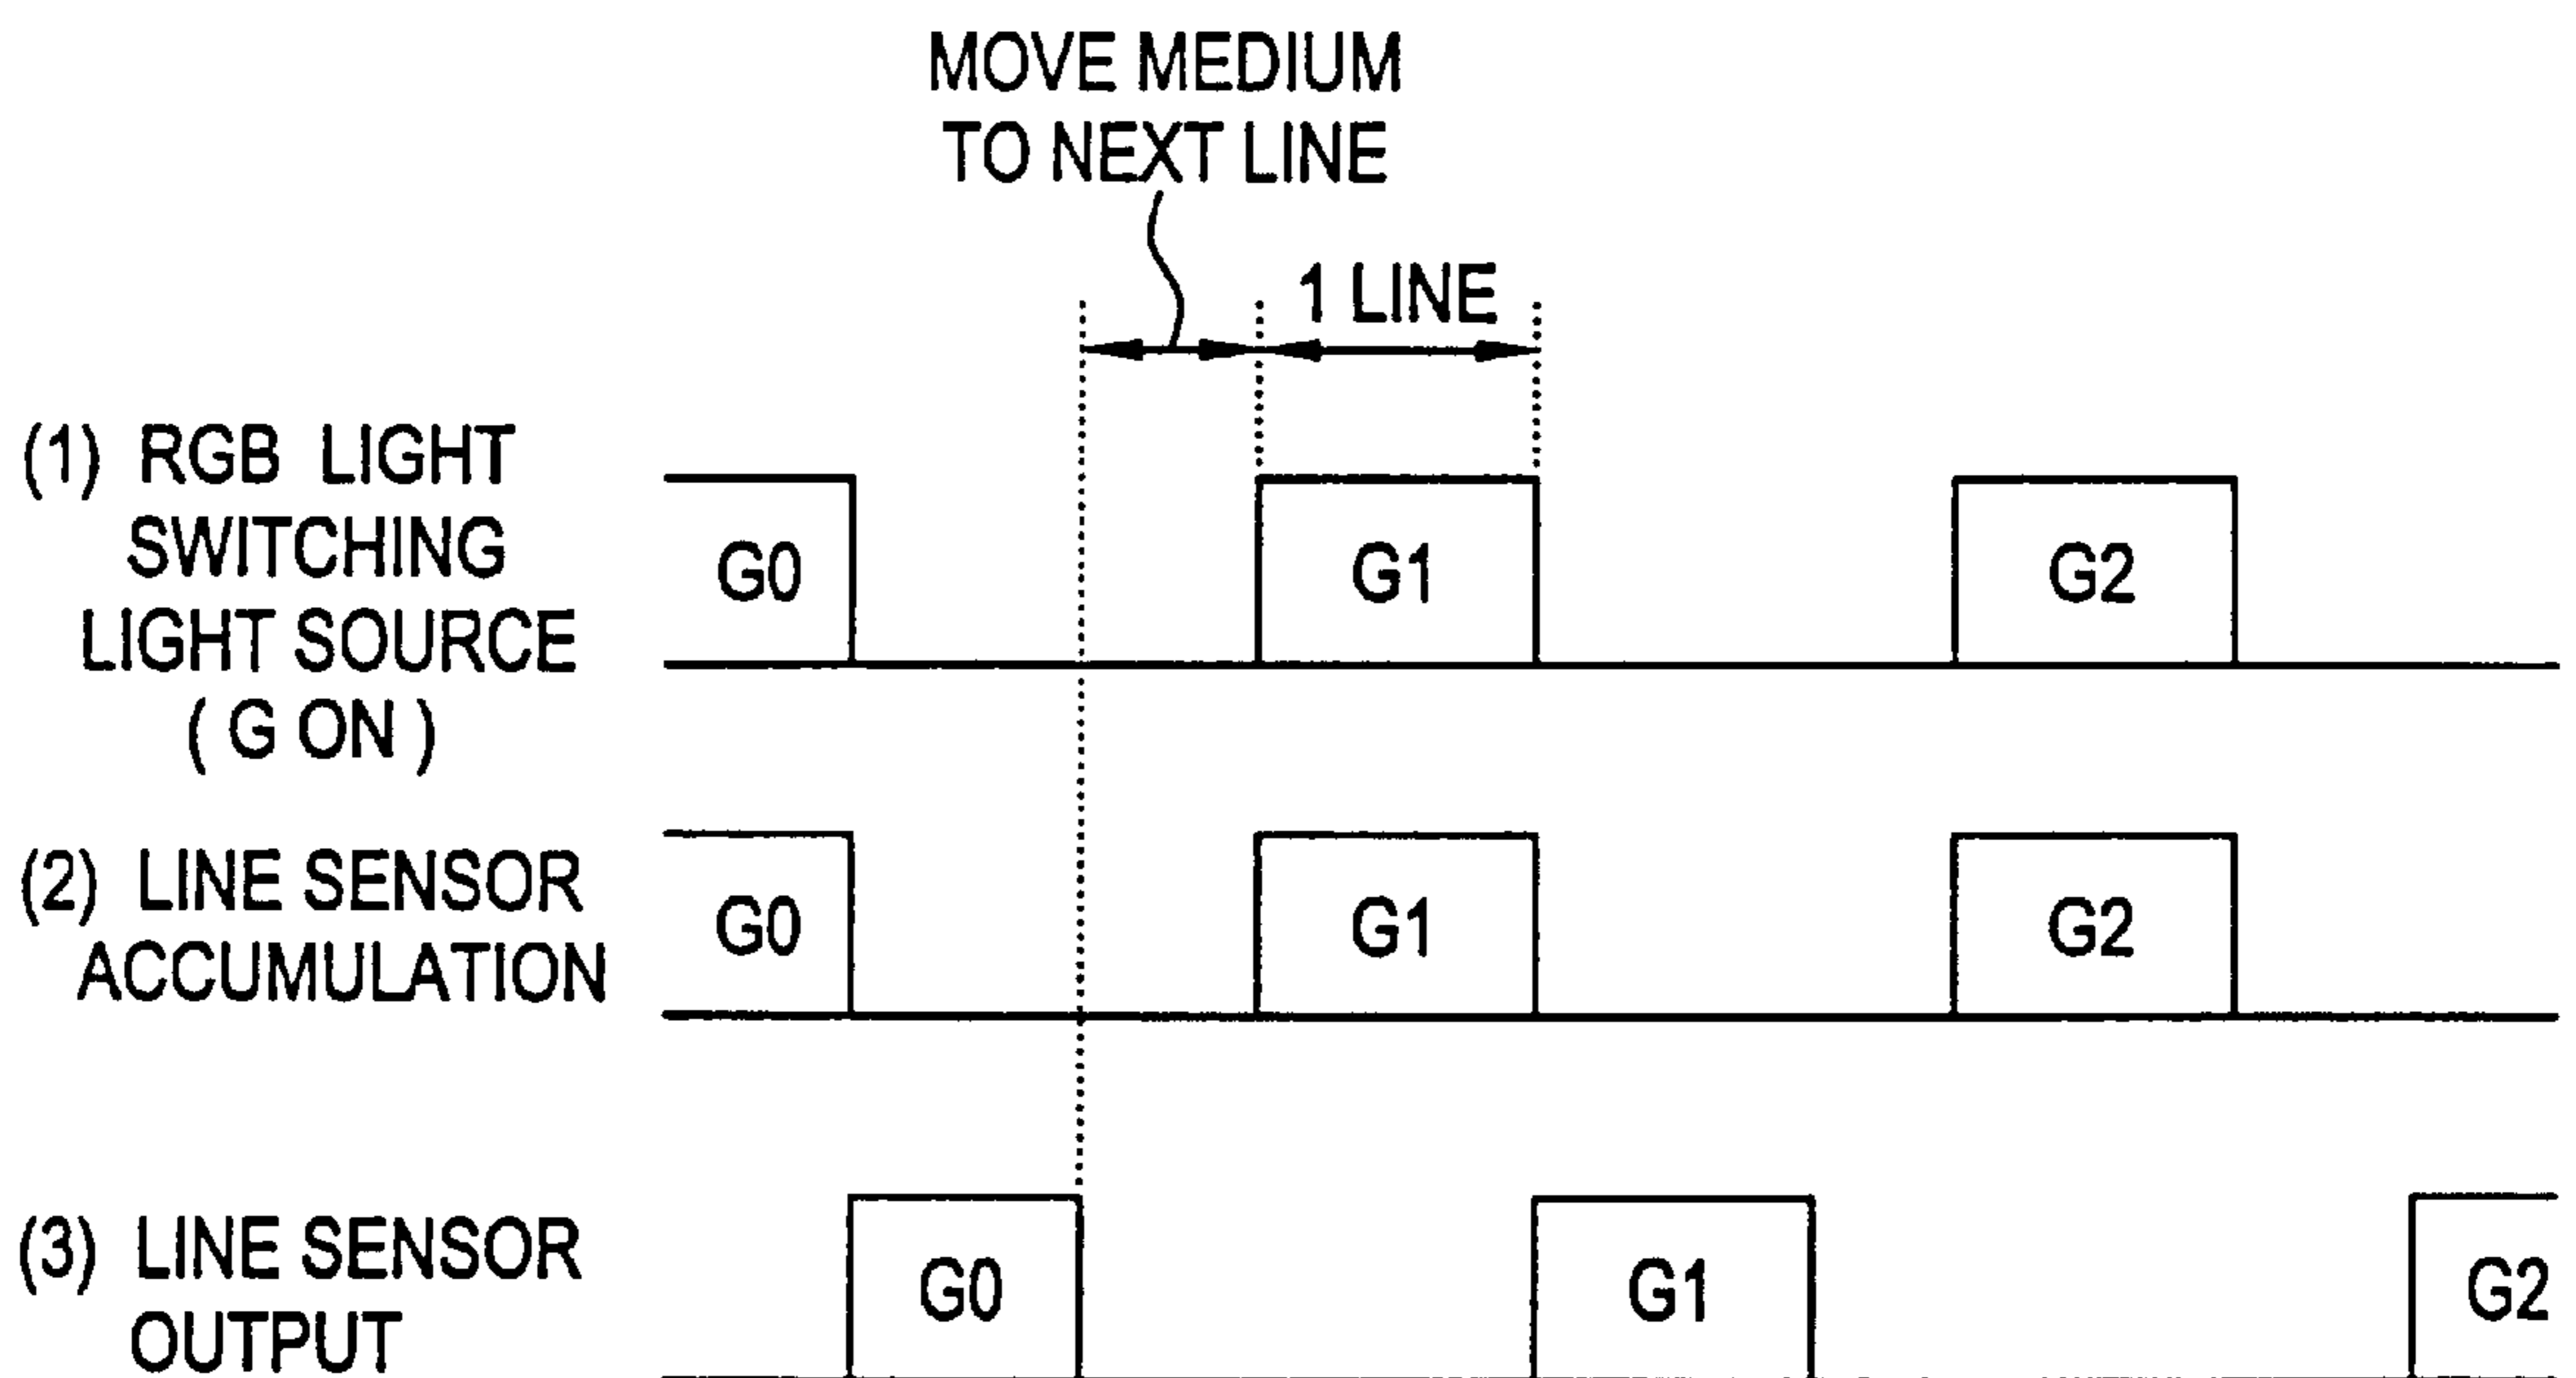 MOVE MEDIUM
TO NEXT LINE
1 LINE
(1) RGB LIGHT
SWITCHING
LIGHT SOURCE
( G ON )
G0
G1
G2
(2) LINE SENSOR
ACCUMULATION
G0
G1
G2
(3) LINE SENSOR
OUTPUT
G0
G1
G2